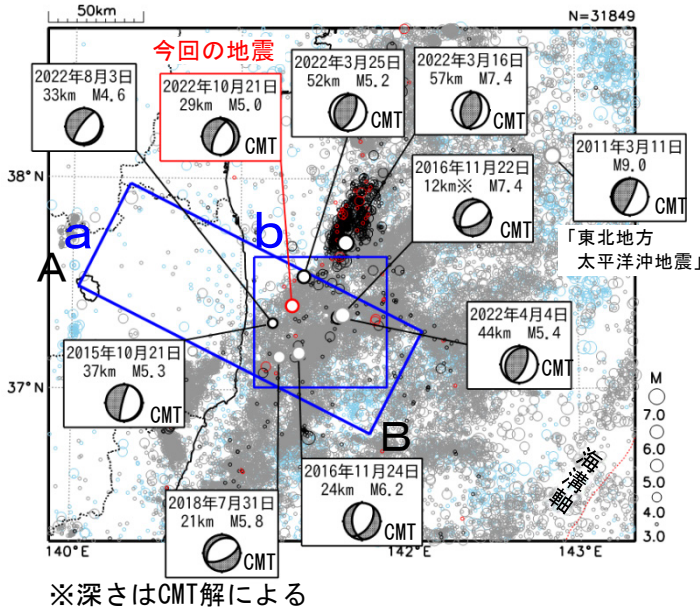 50km
N=31849
今回の地震
2022年8月3日
33km M4.6
2022年10月21日
29km M5.0
CMT
2022年3月25日
52km M5.2
CMT
2022年3月16日
57km M7.4
CMT
2016年11月22日
12km※ M7.4
CMT
2011年3月11日
M9.0
CMT
「東北地方
太平洋沖地震」
38°N
a
b
A
2022年4月4日
44km M5.4
CMT
2015年10月21日
37km M5.3
CMT
37°N
B
M
7.0
6.0
5.0
4.0
3.0
海溝軸
2018年7月31日
21km M5.8
CMT
2016年11月24日
24km M6.2
CMT
140°E
142°E
143°E
※深さはCMT解による